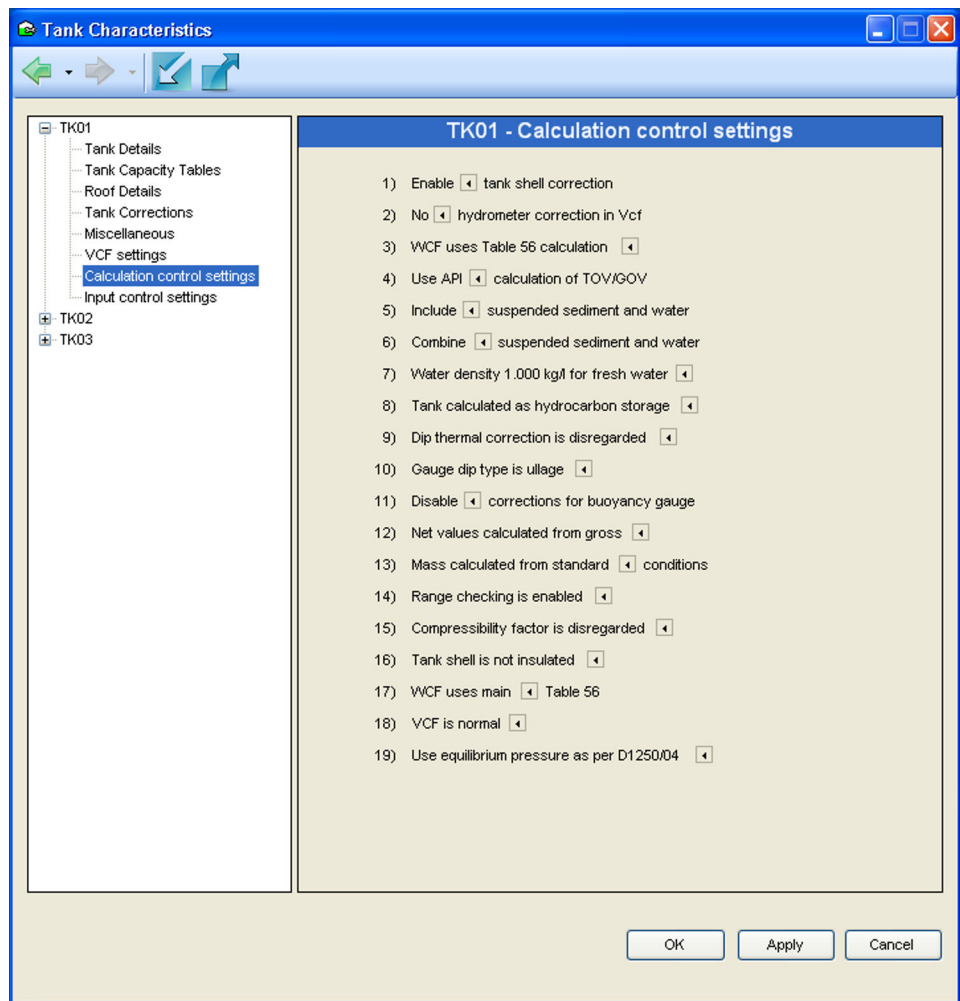 Tank Characteristics
TK01
Tank Details
Tank Capacity Tables
Roof Details
Tank Corrections
Miscellaneous
VCF settings
Calculation control settings
Input control settings
TK02
TK03
TK01 - Calculation control settings
1) Enable tank shell correction
2) No hydrometer correction in Vcf
3) WCF uses Table 56 calculation
4) Use API calculation of TOV/GOV
5) Include suspended sediment and water
6) Combine suspended sediment and water
7) Water density 1.000 kg/l for fresh water
8) Tank calculated as hydrocarbon storage
9) Dip thermal correction is disregarded
10) Gauge dip type is ullage
11) Disable corrections for buoyancy gauge
12) Net values calculated from gross
13) Mass calculated from standard conditions
14) Range checking is enabled
15) Compressibility factor is disregarded
16) Tank shell is not insulated
17) WCF uses main Table 56
18) VCF is normal
19) Use equilibrium pressure as per D1250/04
OK Apply Cancel